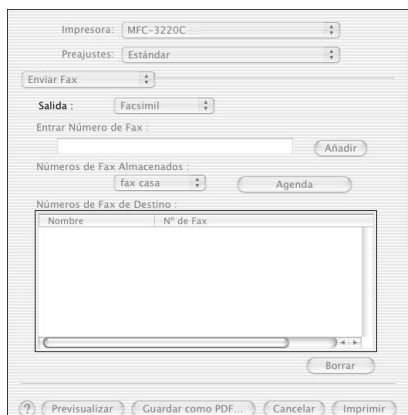 Impresora: MFC-3220C
Preajustes: Estándar
Enviar Fax
Salida : Facsimil
Entrar Número de Fax :
Añadir
Números de Fax Almacenados :
fax casa Agenda
Números de Fax de Destino :
Nombre Nº de Fax
Borrar
? Previsualizar Guardar como PDF... Cancelar Imprimir